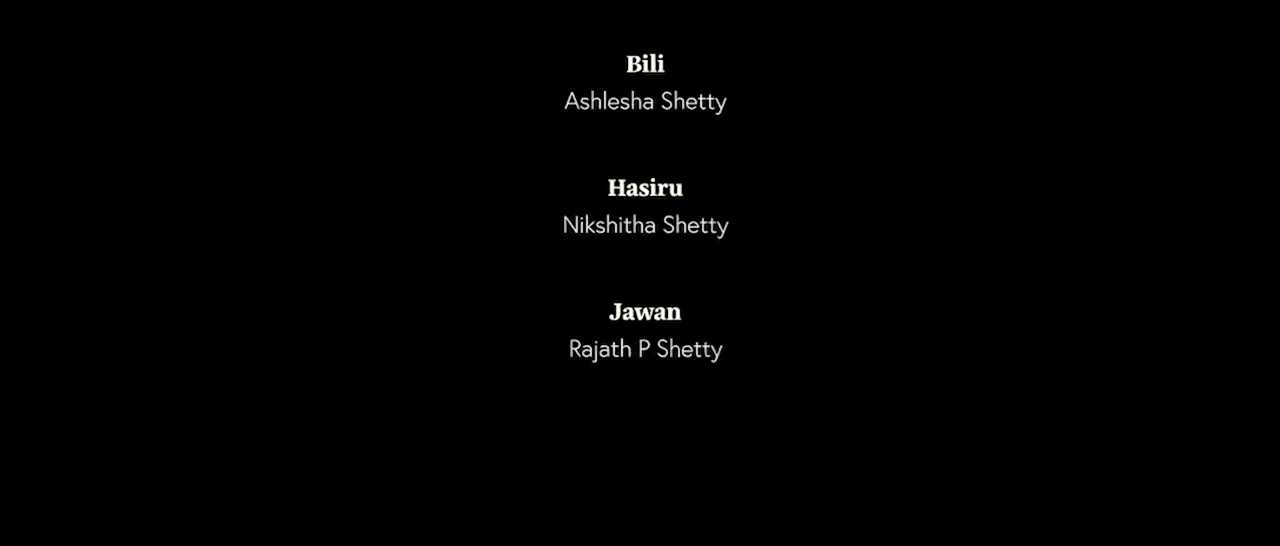 Bili
Ashlesha Shetty
Hasiru
Nikshitha Shetty
Jawan
Rajath P Shetty